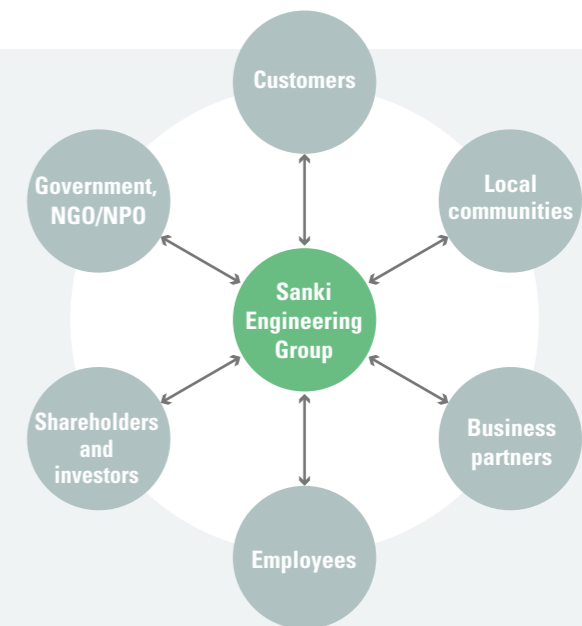 Customers
Government,
NGO/NPO
Local
communities
Sanki
Engineering
Group
Shareholders
and
investors
Business
partners
Employees